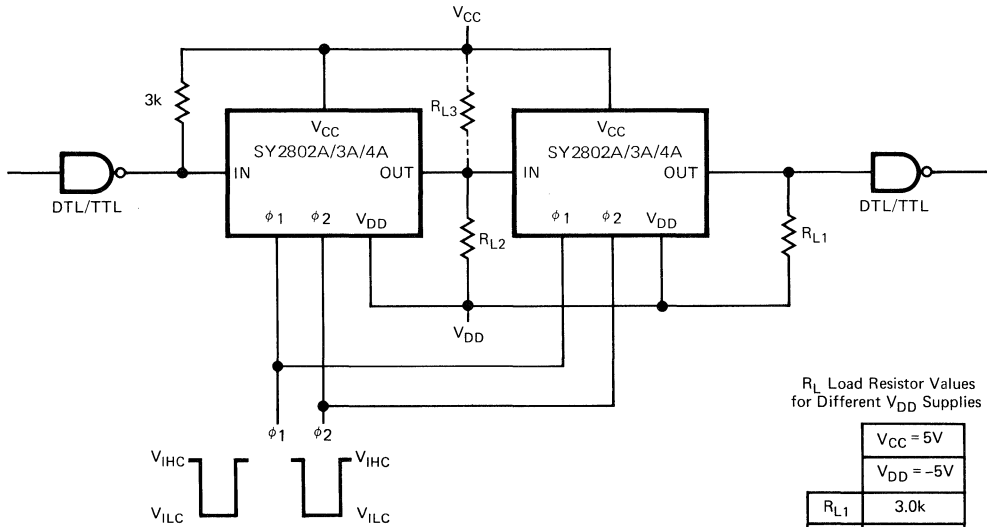 VCC
3k
RL3
VCC
SY2802A/3A/4A
IN
OUT
φ1 φ2 VDD
VCC
SY2802A/3A/4A
IN
OUT
φ1 φ2 VDD
DTL/TTL
DTL/TTL
RL2
RL1
VDD
φ1 φ2
VIHC
VIHC
VILC
VILC
RL Load Resistor Values
for Different VDD Supplies
VCC = 5V
VDD = –5V
RL1 3.0k